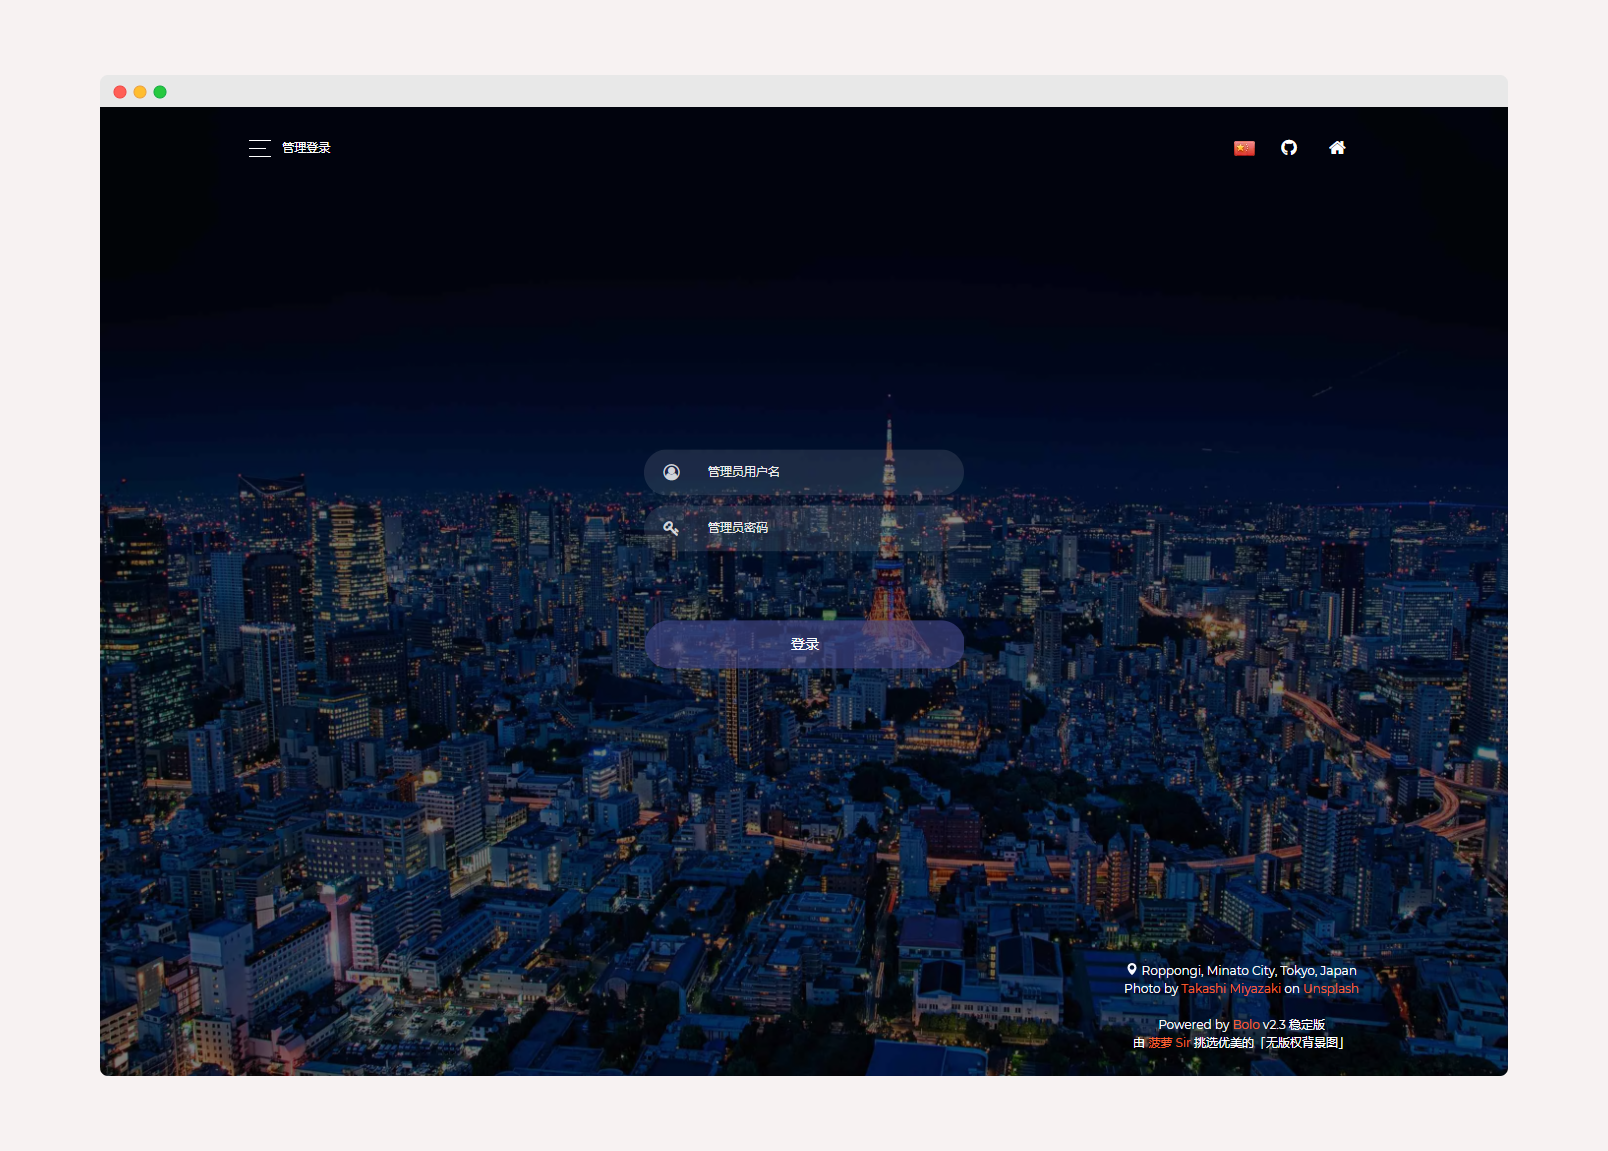 管理登录
管理员用户名
管理员密码
登录
Roppongi, Minato City, Tokyo, Japan
Photo by Takashi Miyazaki on Unsplash
Powered by Bolo v2.3 稳定版
由 菠萝 Sir 挑选优美的「无版权背景图」